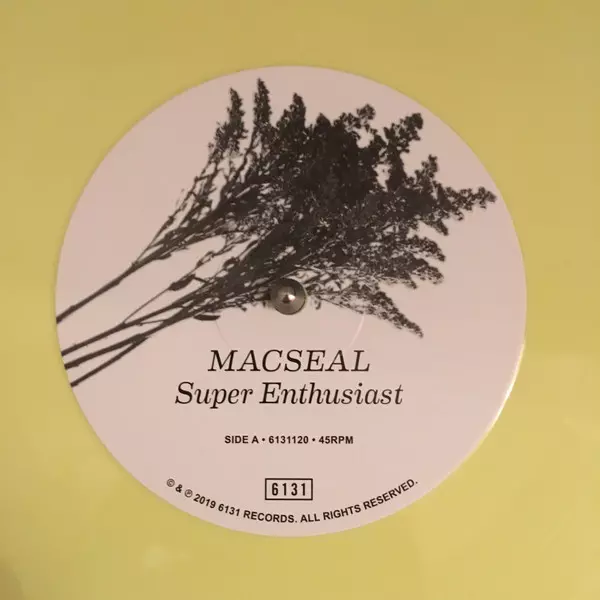 MACSEAL
Super Enthusiast
SIDE A • 6131120 • 45RPM
6131
© & ℗ 2019 6131 RECORDS. ALL RIGHTS RESERVED.